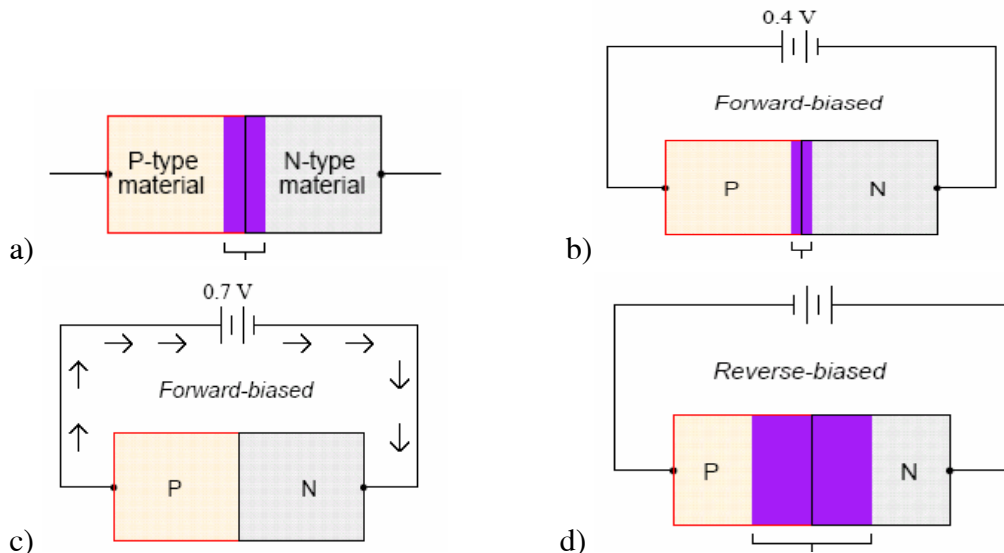 P-type
material
N-type
material
a)
0.4 V
Forward-biased
P
N
b)
0.7 V
Forward-biased
P
N
c)
Reverse-biased
P
N
d)